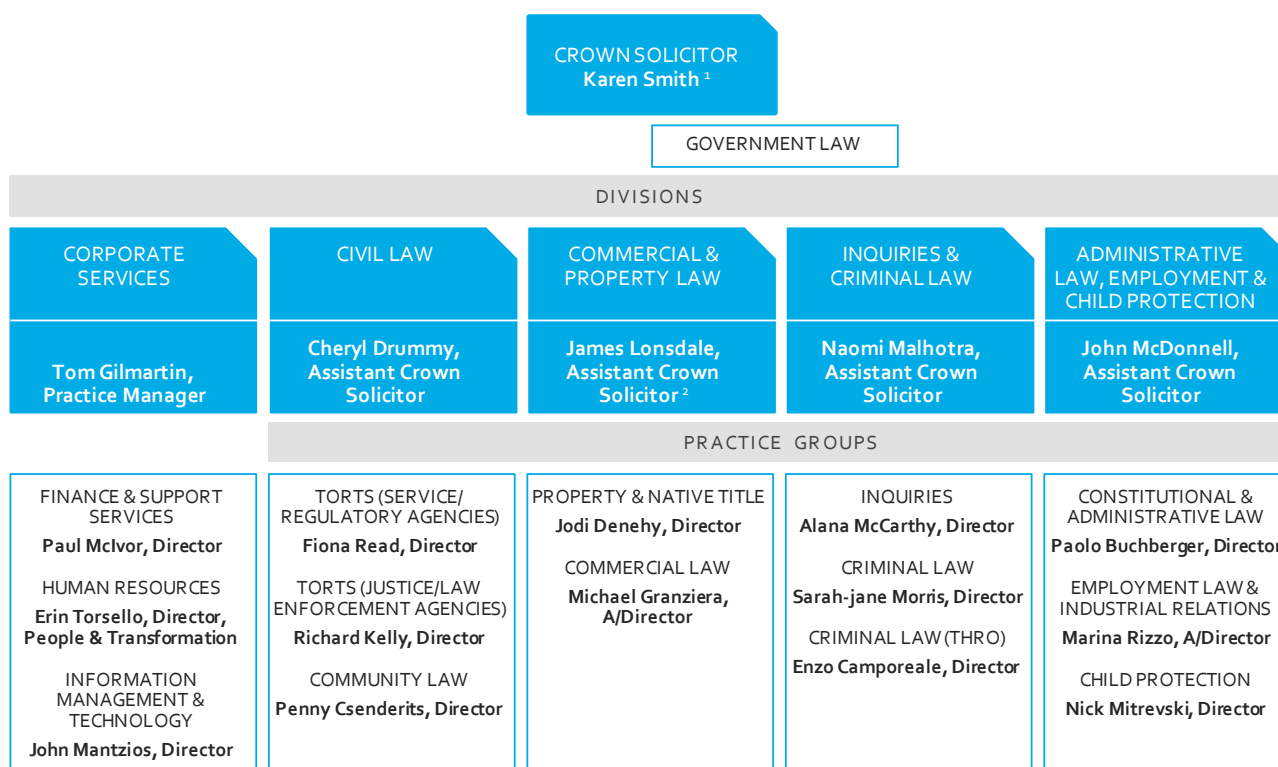 CROWN SOLICITOR
Karen Smith ¹
GOVERNMENT LAW
DIVISIONS
CORPORATE
SERVICES
Tom Gilmartin,
Practice Manager
CIVIL LAW
Cheryl Drummy,
Assistant Crown
Solicitor
COMMERCIAL &
PROPERTY LAW
James Lonsdale,
Assistant Crown
Solicitor ²
INQUIRIES &
CRIMINAL LAW
Naomi Malhotra,
Assistant Crown
Solicitor
ADMINISTRATIVE
LAW, EMPLOYMENT &
CHILD PROTECTION
John McDonnell,
Assistant Crown
Solicitor
PRACTICE GROUPS
FINANCE & SUPPORT
SERVICES
Paul McIvor, Director
HUMAN RESOURCES
Erin Torsello, Director,
People & Transformation
INFORMATION
MANAGEMENT &
TECHNOLOGY
John Mantzios, Director
TORTS (SERVICE/
REGULATORY AGENCIES)
Fiona Read, Director
TORTS (JUSTICE/LAW
ENFORCEMENT AGENCIES)
Richard Kelly, Director
COMMUNITY LAW
Penny Csenderits, Director
PROPERTY & NATIVE TITLE
Jodi Denehy, Director
COMMERCIAL LAW
Michael Granziera,
A/Director
INQUIRIES
Alana McCarthy, Director
CRIMINAL LAW
Sarah-jane Morris, Director
CRIMINAL LAW (THRO)
Enzo Camporeale, Director
CONSTITUTIONAL &
ADMINISTRATIVE LAW
Paolo Buchberger, Director
EMPLOYMENT LAW &
INDUSTRIAL RELATIONS
Marina Rizzo, A/Director
CHILD PROTECTION
Nick Mitrevski, Director